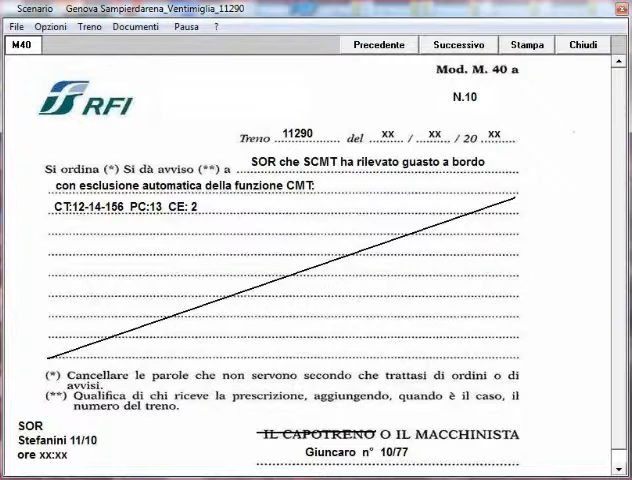 Scenario Genova Sampierdarena_Ventimiglia_11290
File Opzioni Treno Documenti Pausa ?
M40 Precedente Successivo Stampa Chiudi
Mod. M. 40 a
RFI
N.10
Treno 11290 del xx / xx / 20 xx
Si ordina (*) Si dà avviso (**) a SOR che SCMT ha rilevato guasto a bordo
con esclusione automatica della funzione CMT:
CT:12-14-156 PC:13 CE: 2
(*) Cancellare le parole che non servono secondo che trattasi di ordini o di
avvisi.
(**) Qualifica di chi riceve la prescrizione, aggiungendo, quando è il caso, il
numero del treno.
SOR
IL CAPOTRENO O IL MACCHINISTA
Stefanini 11/10
Giuncaro n° 10/77
ore xx:xx